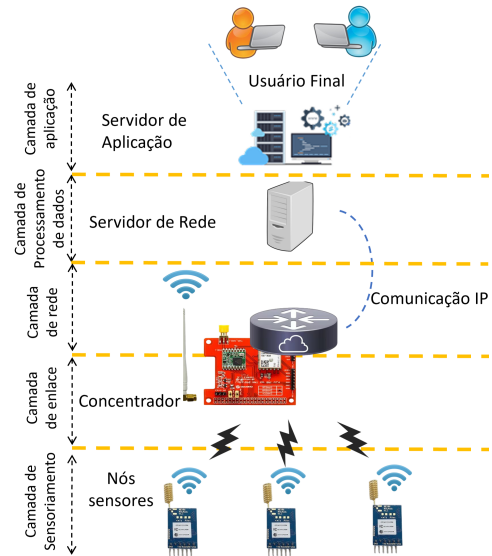 Usuário Final
Camada de
aplicação
Servidor de
Aplicação
Camada de
Processamento
de dados
Servidor de Rede
Camada
de rede
Comunicação IP
Camada
de enlace
Concentrador
Camada de
Sensoriamento
Nós
sensores